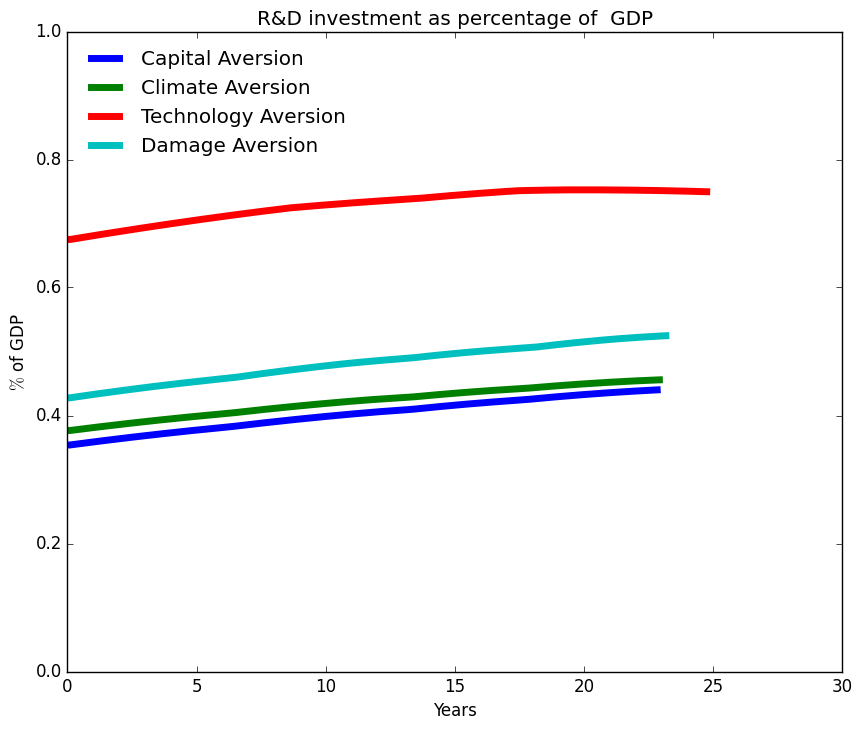 R&D investment as percentage of  GDP
Capital Aversion
Climate Aversion
Technology Aversion
Damage Aversion
1.0
0.8
0.6
0.4
0.2
0.0
% of GDP
0 5 10 15 20 25 30
Years